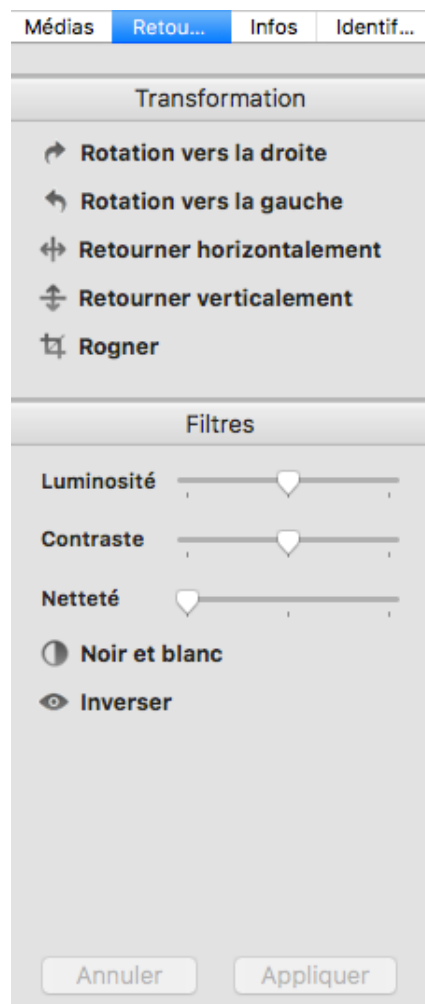 Médias Retou... Infos Identif...
Transformation
Rotation vers la droite
Rotation vers la gauche
Retourner horizontalement
Retourner verticalement
Rogner
Filtres
Luminosité
Contraste
Netteté
Noir et blanc
Inverser
Annuler Appliquer